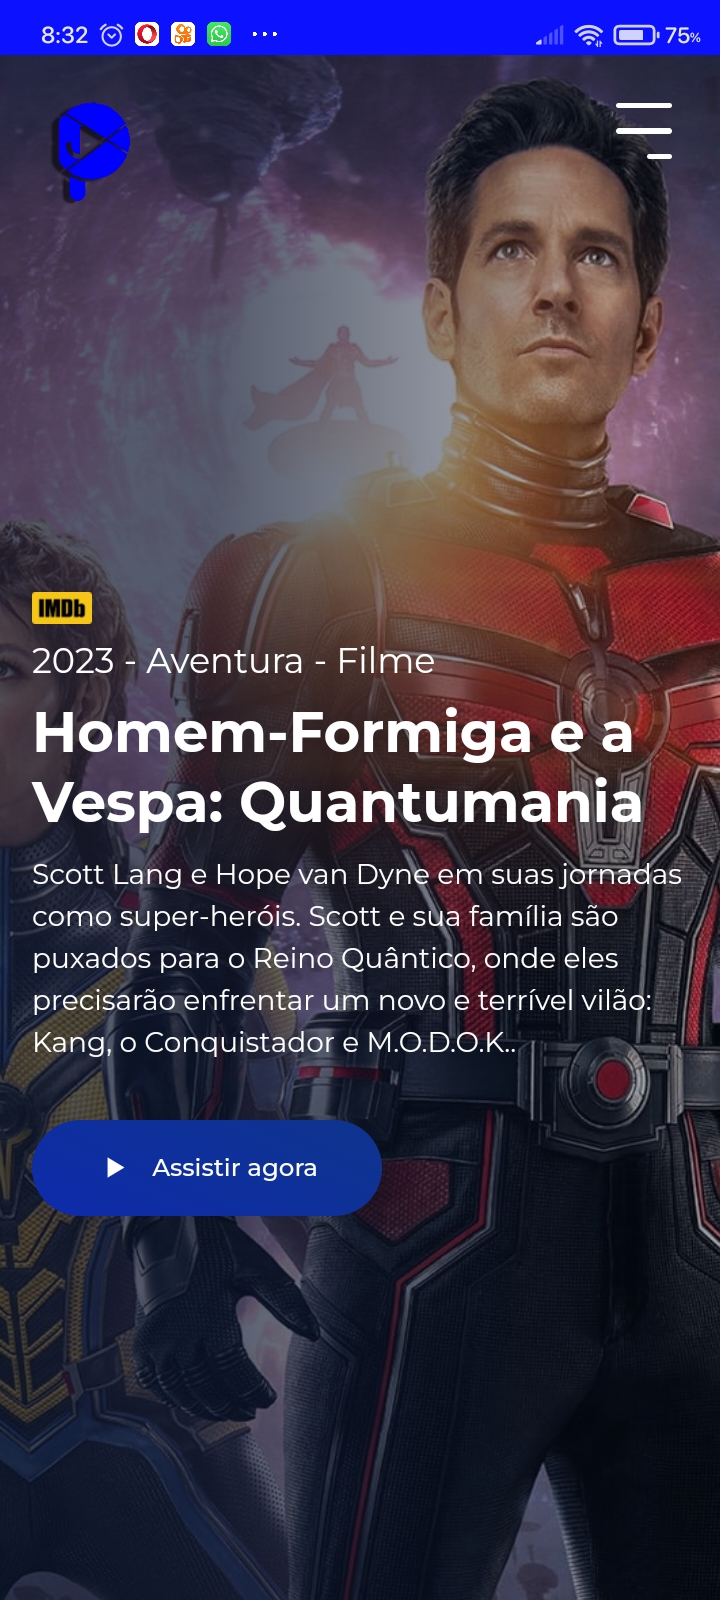 8:32 75%
IMDb
2023 - Aventura - Filme
Homem-Formiga e a
Vespa: Quantumania
Scott Lang e Hope van Dyne em suas jornadas
como super-heróis. Scott e sua família são
puxados para o Reino Quântico, onde eles
precisarão enfrentar um novo e terrível vilão:
Kang, o Conquistador e M.O.D.O.K..
Assistir agora